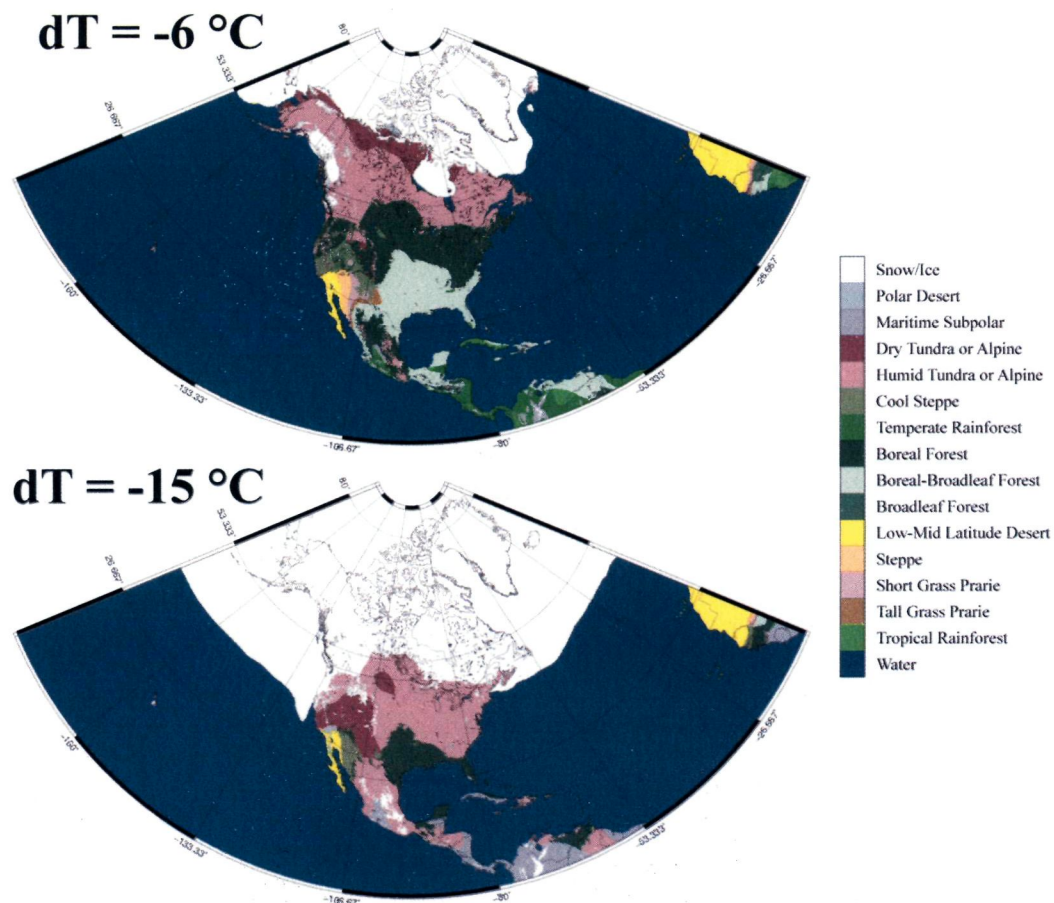 dT = -6 °C
80°
53.333°
26.667°
-160°
-133.33°
-106.67°
-80°
-53.333°
-26.667°
Snow/Ice
Polar Desert
Maritime Subpolar
Dry Tundra or Alpine
Humid Tundra or Alpine
Cool Steppe
Temperate Rainforest
Boreal Forest
Boreal-Broadleaf Forest
Broadleaf Forest
Low-Mid Latitude Desert
Steppe
Short Grass Prarie
Tall Grass Prarie
Tropical Rainforest
Water
dT = -15 °C
80°
53.333°
26.667°
-160°
-133.33°
-106.67°
-80°
-53.333°
-26.667°